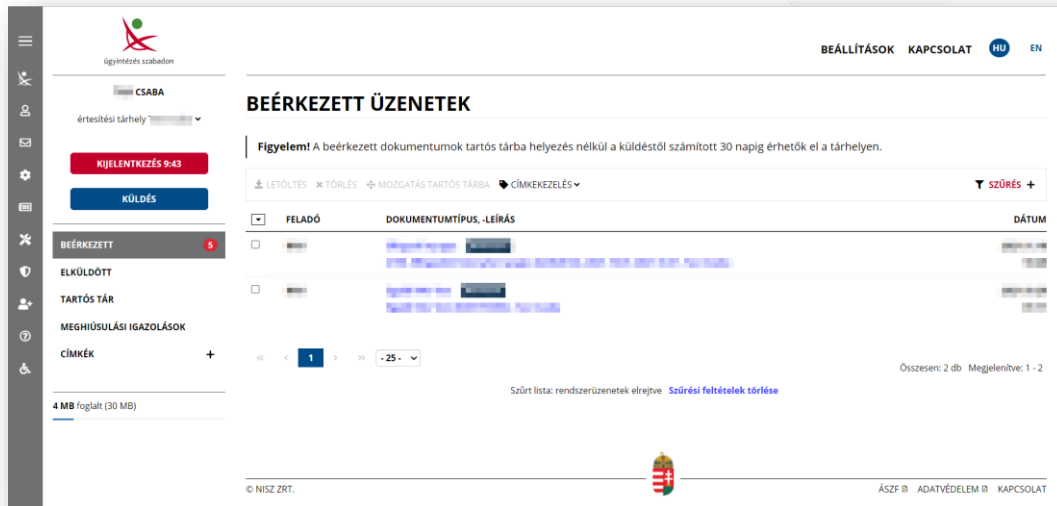 ügyintézés szabadon
BEÁLLÍTÁSOK KAPCSOLAT HU EN
CSABA
értesítési tárhely
KIJELENTKEZÉS 9:43
KÜLDÉS
BEÉRKEZETT 5
ELKÜLDÖTT
TARTÓS TÁR
MEGHIÚSULÁSI IGAZOLÁSOK
CÍMKÉK +
4 MB foglalt (30 MB)
BEÉRKEZETT ÜZENETEK
Figyelem! A beérkezett dokumentumok tartós tárba helyezés nélkül a küldéstől számított 30 napig érhetők el a tárhelyen.
LETÖLTÉS × TÖRLÉS MOZGATÁS TARTÓS TÁRBA CÍMKEKEZELÉS SZŰRÉS +
FELADÓ DOKUMENTUMTÍPUS, -LEÍRÁS DÁTUM
« ‹ 1 › » - 25 -
Összesen: 2 db Megjelenítve: 1 - 2
Szűrt lista: rendszerüzenetek elrejtve Szűrési feltételek törlése
© NISZ ZRT. ÁSZF ADATVÉDELEM KAPCSOLAT